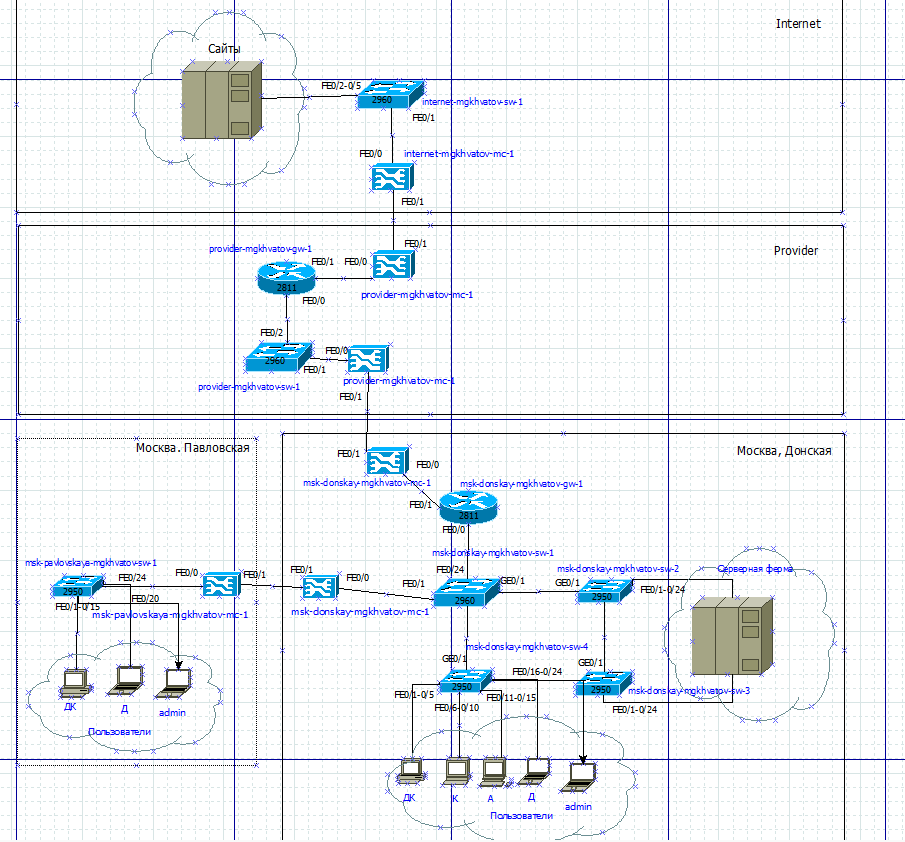 Internet
Сайты
FE0/2-0/5
2960
internet-mgkhvatov-sw-1
FE0/1
FE0/0
internet-mgkhvatov-mc-1
FE0/1
Provider
provider-mgkhvatov-gw-1
FE0/1
FE0/1
FE0/0
2811
FE0/0
provider-mgkhvatov-mc-1
FE0/2
2960
FE0/0
FE0/1
provider-mgkhvatov-sw-1
provider-mgkhvatov-mc-1
FE0/1
Москва. Павловская
Москва, Донская
FE0/1
FE0/0
msk-donskay-mgkhvatov-mc-1
msk-donskay-mgkhvatov-gw-1
FE0/1
2811
FE0/0
msk-donskay-mgkhvatov-sw-1
msk-pavlovskaya-mgkhvatov-sw-1
FE0/24
msk-donskay-mgkhvatov-sw-2
Серверная ферма
2950
FE0/24
FE0/0
FE0/1
FE0/0
FE0/1
GE0/1
GE0/1
FE0/1-0/24
2960
2950
FE0/1-0/15
FE0/20
msk-pavlovskaya-mgkhvatov-mc-1
msk-donskay-mgkhvatov-mc-1
msk-donskay-mgkhvatov-sw-4
GE0/1
GE0/1
FE0/16-0/24
2950
2950
msk-donskay-mgkhvatov-sw-3
FE0/1-0/5
FE0/6-0/10
FE0/11-0/15
FE0/1-0/24
ДК
Д
admin
Пользователи
ДК
К
А
Д
admin
Пользователи